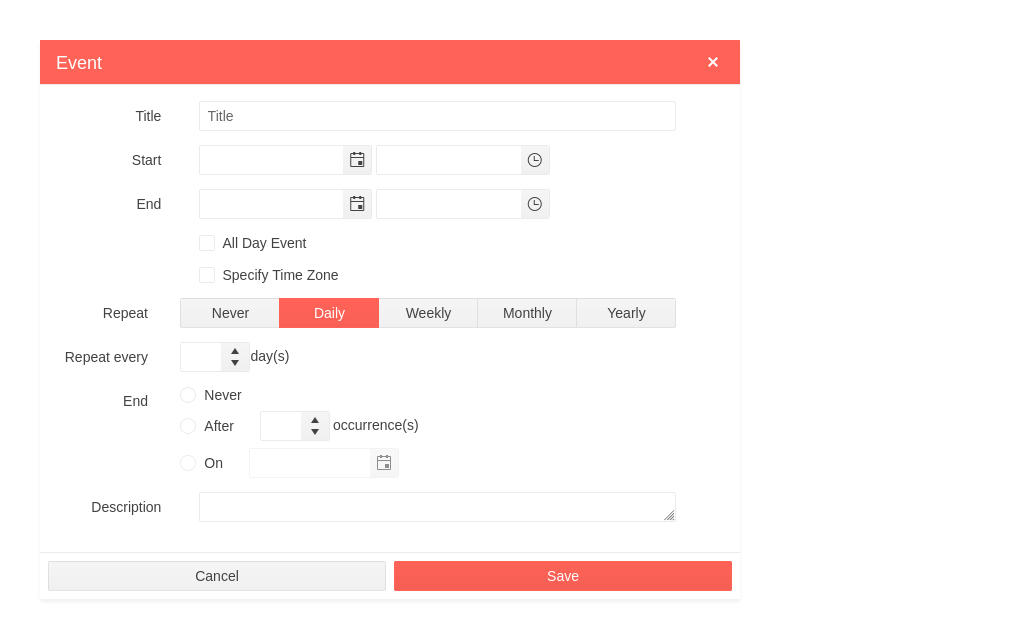 Event
Title Title
Start
End
All Day Event
Specify Time Zone
Repeat Never Daily Weekly Monthly Yearly
Repeat every day(s)
End Never
After occurrence(s)
On
Description
Cancel Save